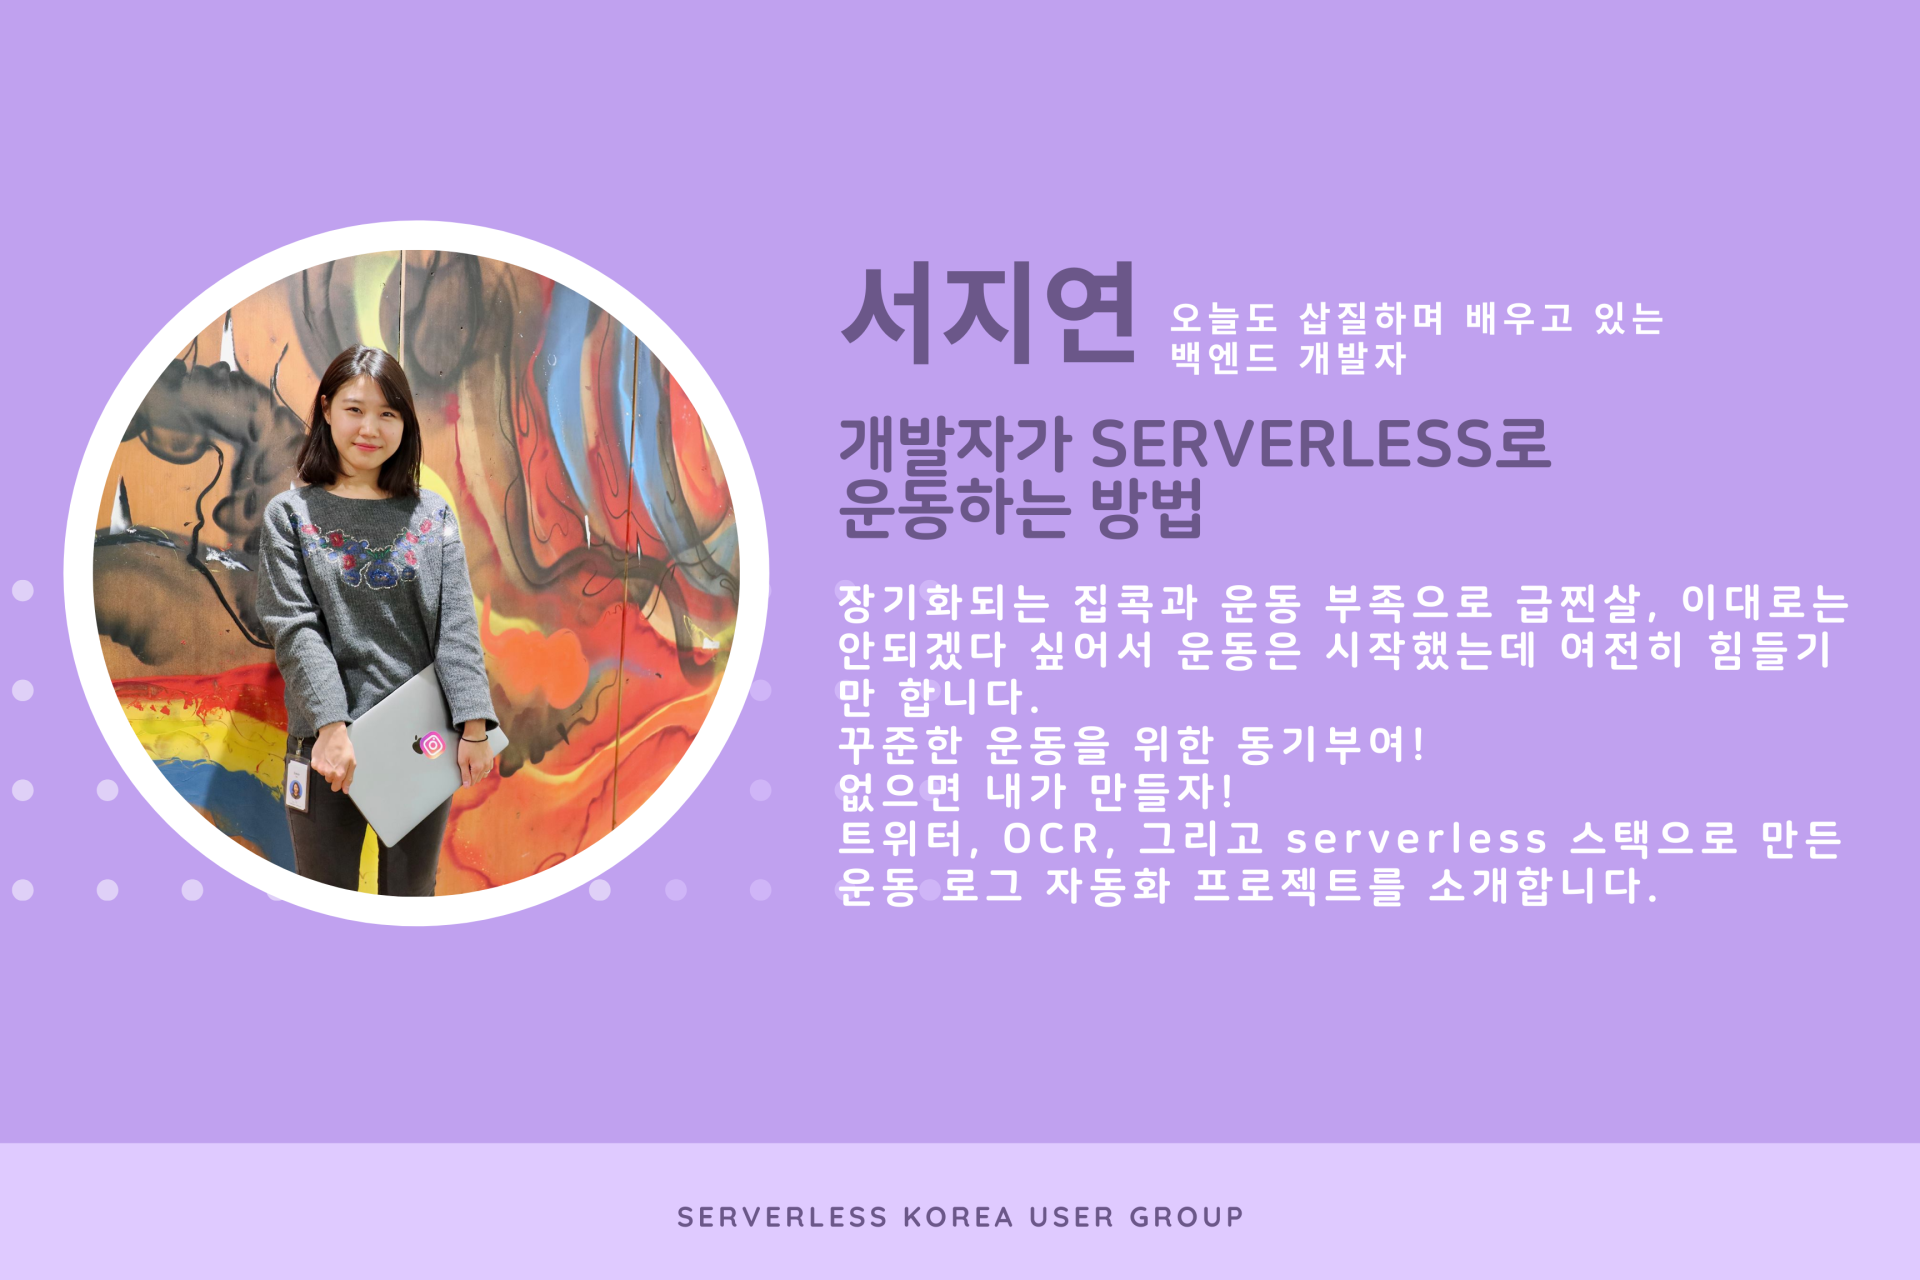 서지연
오늘도 삽질하며 배우고 있는
백엔드 개발자
개발자가 SERVERLESS로
운동하는 방법
장기화되는 집콕과 운동 부족으로 급찐살, 이대로는
안되겠다 싶어서 운동은 시작했는데 여전히 힘들기
만 합니다.
꾸준한 운동을 위한 동기부여!
없으면 내가 만들자!
트위터, OCR, 그리고 serverless 스택으로 만든
운동 로그 자동화 프로젝트를 소개합니다.
SERVERLESS KOREA USER GROUP